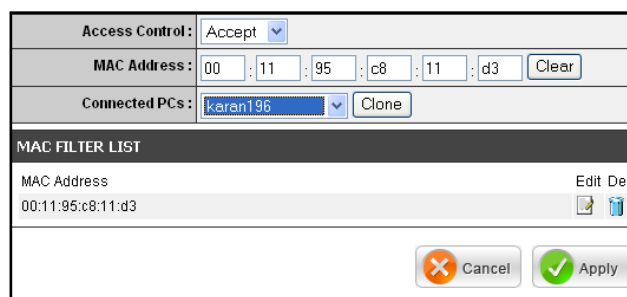 Access Control : Accept
MAC Address : 00 : 11 : 95 : c8 : 11 : d3 Clear
Connected PCs : karan196 Clone
MAC FILTER LIST
MAC Address Edit De
00:11:95:c8:11:d3
Cancel Apply